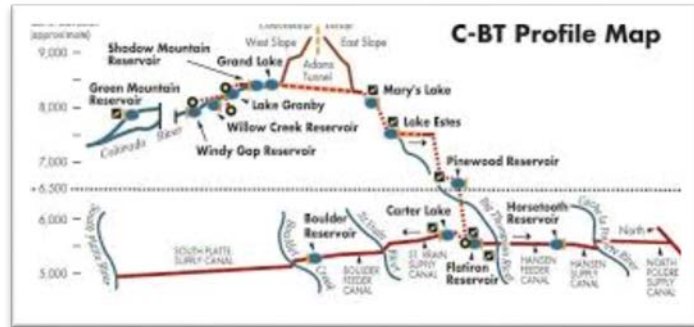 C-BT Profile Map
(approximate)
9,000
8,000
7,000
6,500
6,000
5,000
West Slope
East Slope
Adams
Tunnel
Shadow Mountain
Reservoir
Grand Lake
Green Mountain
Reservoir
Mary's Lake
Lake Granby
Willow Creek Reservoir
Windy Gap Reservoir
Colorado
River
Lake Estes
Pinewood Reservoir
South Platte River
SOUTH PLATTE
SUPPLY CANAL
Boulder
Reservoir
Boulder
Creek
BOULDER
FEEDER
CANAL
St. Vrain
River
Carter Lake
ST. VRAIN
SUPPLY
CANAL
Flatiron
Reservoir
Big Thompson River
Horsetooth
Reservoir
HANSEN
FEEDER
CANAL
HANSEN
SUPPLY
CANAL
Cache la Poudre River
North
NORTH
POUDRE
SUPPLY
CANAL